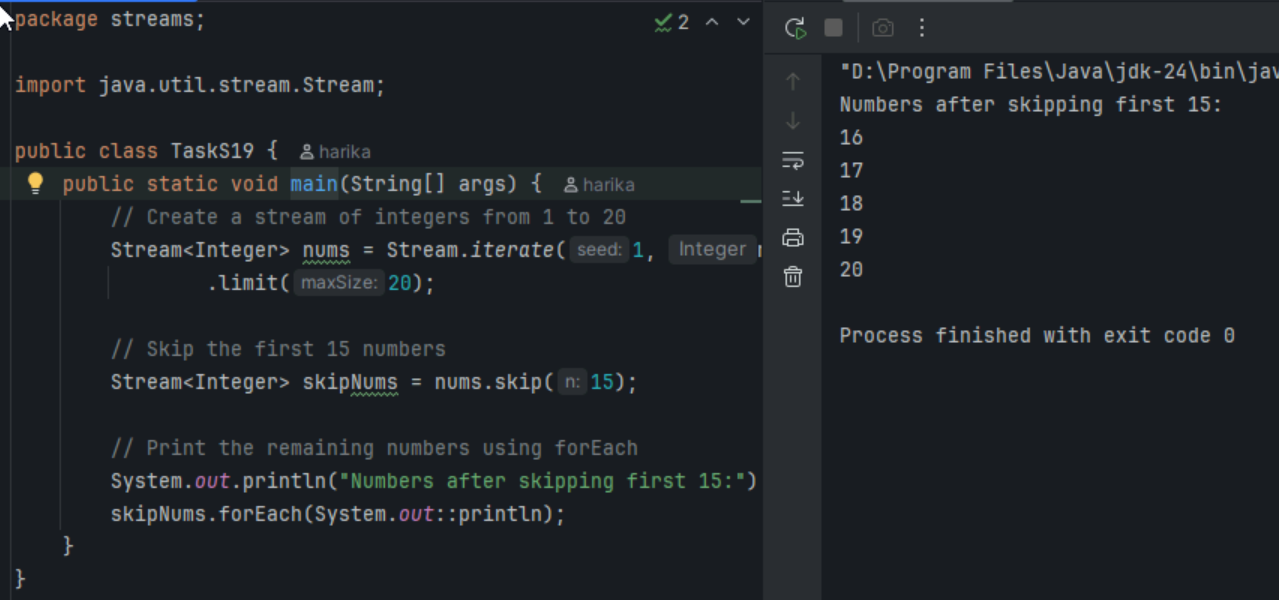 package streams;
2
import java.util.stream.Stream;
public class TaskS19 { harika
public static void main(String[] args) { harika
// Create a stream of integers from 1 to 20
Stream<Integer> nums = Stream.iterate( seed: 1, Integer
.limit( maxSize: 20);
// Skip the first 15 numbers
Stream<Integer> skipNums = nums.skip( n: 15);
// Print the remaining numbers using forEach
System.out.println("Numbers after skipping first 15:")
skipNums.forEach(System.out::println);
}
}
"D:\Program Files\Java\jdk-24\bin\jav
Numbers after skipping first 15:
16
17
18
19
20
Process finished with exit code 0